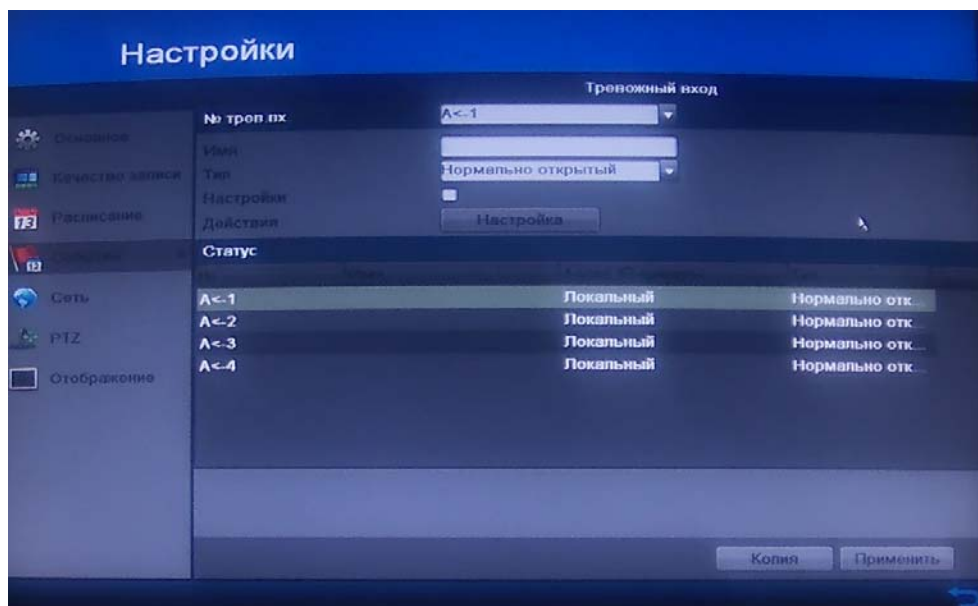 Настройки
Тревожный вход
№ трев.вх
A<-1
Основное
Имя
Качество записи
Тип
Нормально открытый
Настройки
Расписание
Действия
Настройка
13
Статус
Сеть
A<-1
Локальный
Нормально отк...
A<-2
Локальный
Нормально отк...
PTZ
A<-3
Локальный
Нормально отк...
A<-4
Локальный
Нормально отк...
Отображение
Копия
Применить